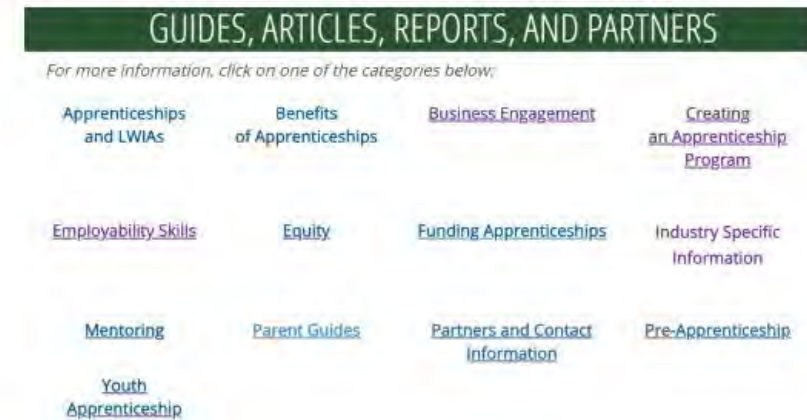 GUIDES, ARTICLES, REPORTS, AND PARTNERS
For more information, click on one of the categories below:
Apprenticeships
and LWIAs
Benefits
of Apprenticeships
Business Engagement
Creating
an Apprenticeship
Program
Employability Skills
Equity
Funding Apprenticeships
Industry Specific
Information
Mentoring
Parent Guides
Partners and Contact
Information
Pre-Apprenticeship
Youth
Apprenticeship